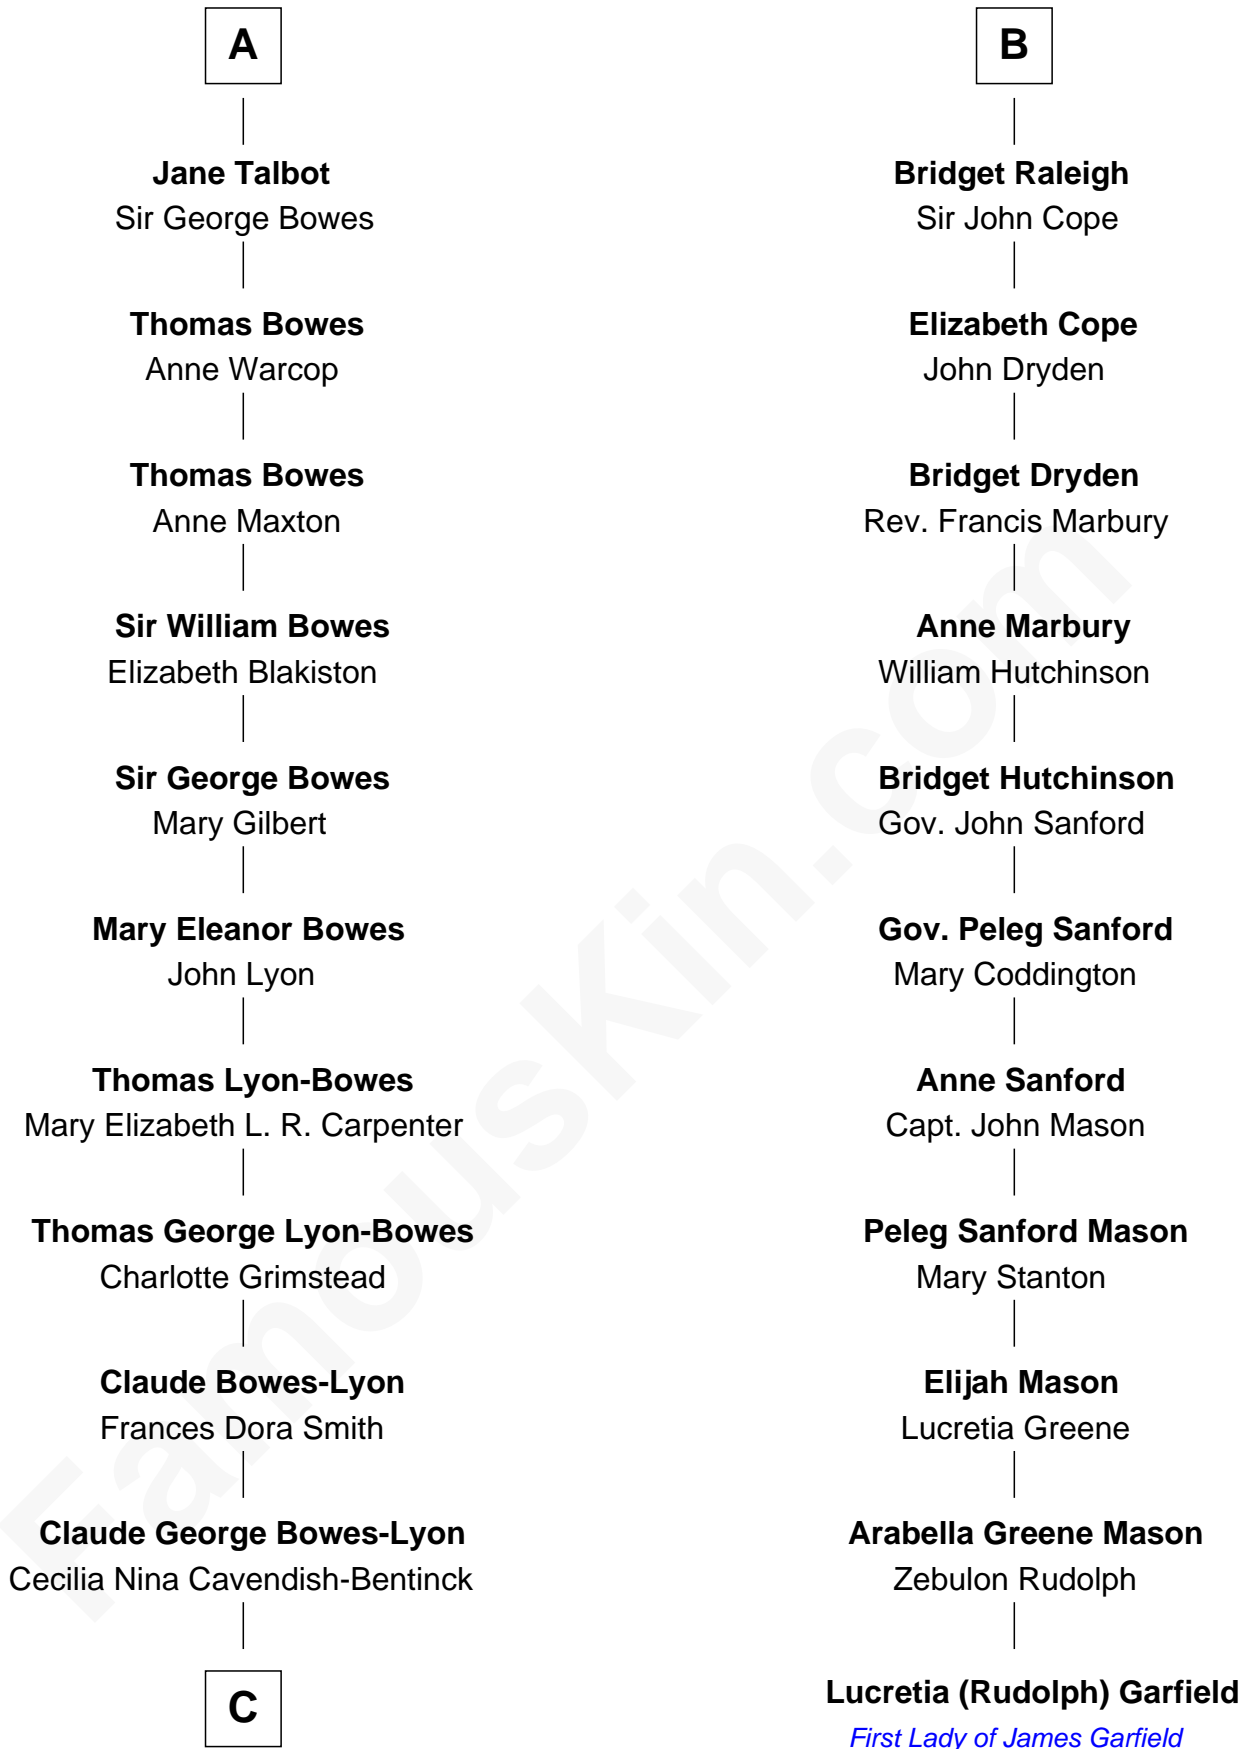 A
Jane Talbot
Sir George Bowes
Thomas Bowes
Anne Warcop
Thomas Bowes
Anne Maxton
Sir William Bowes
Elizabeth Blakiston
Sir George Bowes
Mary Gilbert
Mary Eleanor Bowes
John Lyon
Thomas Lyon-Bowes
Mary Elizabeth L. R. Carpenter
Thomas George Lyon-Bowes
Charlotte Grimstead
Claude Bowes-Lyon
Frances Dora Smith
Claude George Bowes-Lyon
Cecilia Nina Cavendish-Bentinck
C
B
Bridget Raleigh
Sir John Cope
Elizabeth Cope
John Dryden
Bridget Dryden
Rev. Francis Marbury
Anne Marbury
William Hutchinson
Bridget Hutchinson
Gov. John Sanford
Gov. Peleg Sanford
Mary Coddington
Anne Sanford
Capt. John Mason
Peleg Sanford Mason
Mary Stanton
Elijah Mason
Lucretia Greene
Arabella Greene Mason
Zebulon Rudolph
Lucretia (Rudolph) Garfield
First Lady of James Garfield
FamousKin.com